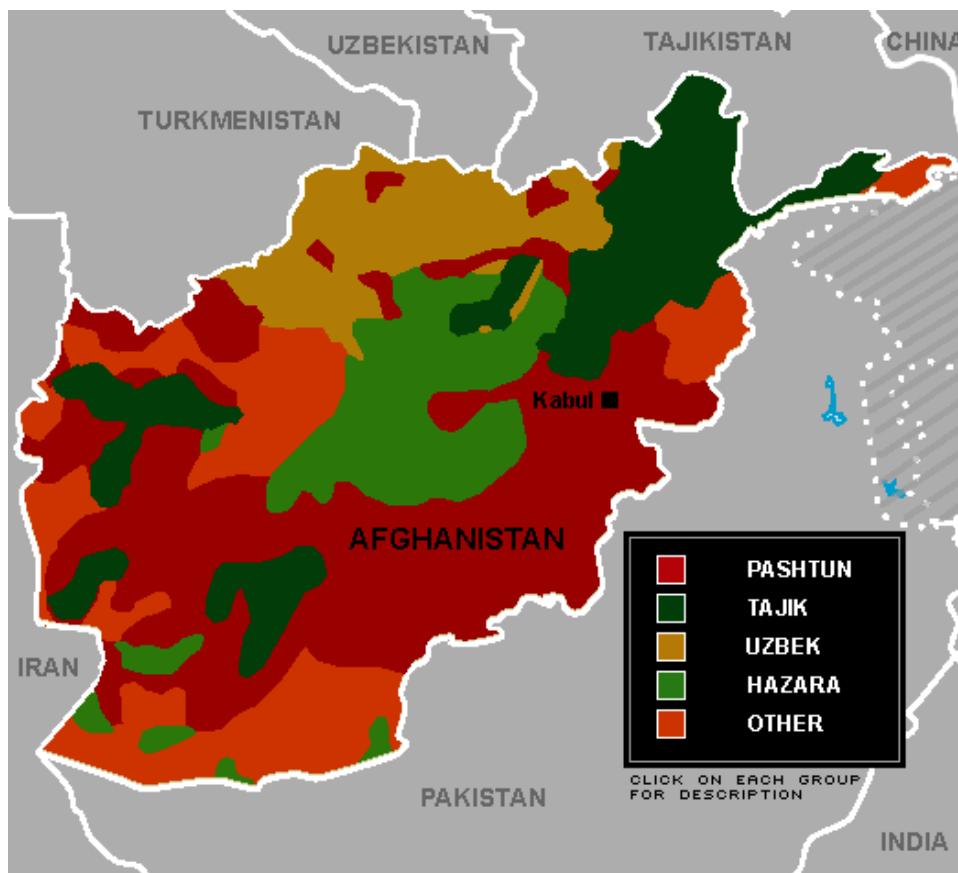 UZBEKISTAN
TAJIKISTAN
CHINA
TURKMENISTAN
Kabul
AFGHANISTAN
PASHTUN
TAJIK
UZBEK
HAZARA
OTHER
IRAN
CLICK ON EACH GROUP
FOR DESCRIPTION
PAKISTAN
INDIA